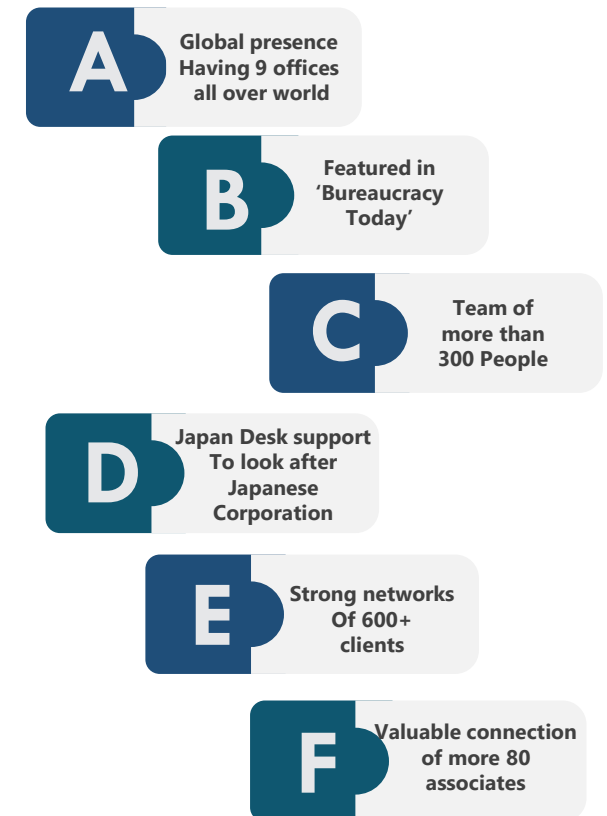 A
Global presence
Having 9 offices
all over world
B
Featured in
‘Bureaucracy
Today’
C
Team of
more than
300 People
D
Japan Desk support
To look after
Japanese
Corporation
E
Strong networks
Of 600+
clients
F
Valuable connection
of more 80
associates